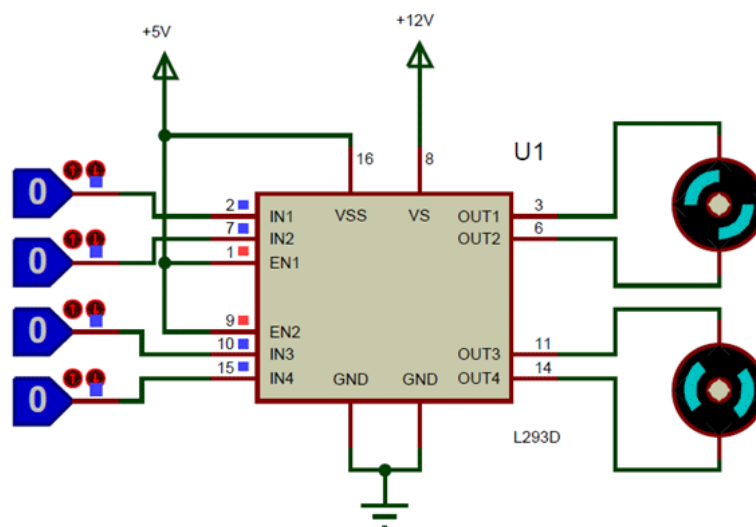 +5V
+12V
U1
16
8
0
2
IN1
VSS
VS
OUT1
3
7
IN2
OUT2
6
0
1
EN1
0
9
EN2
10
IN3
OUT3
11
0
15
IN4
GND
GND
OUT4
14
L293D